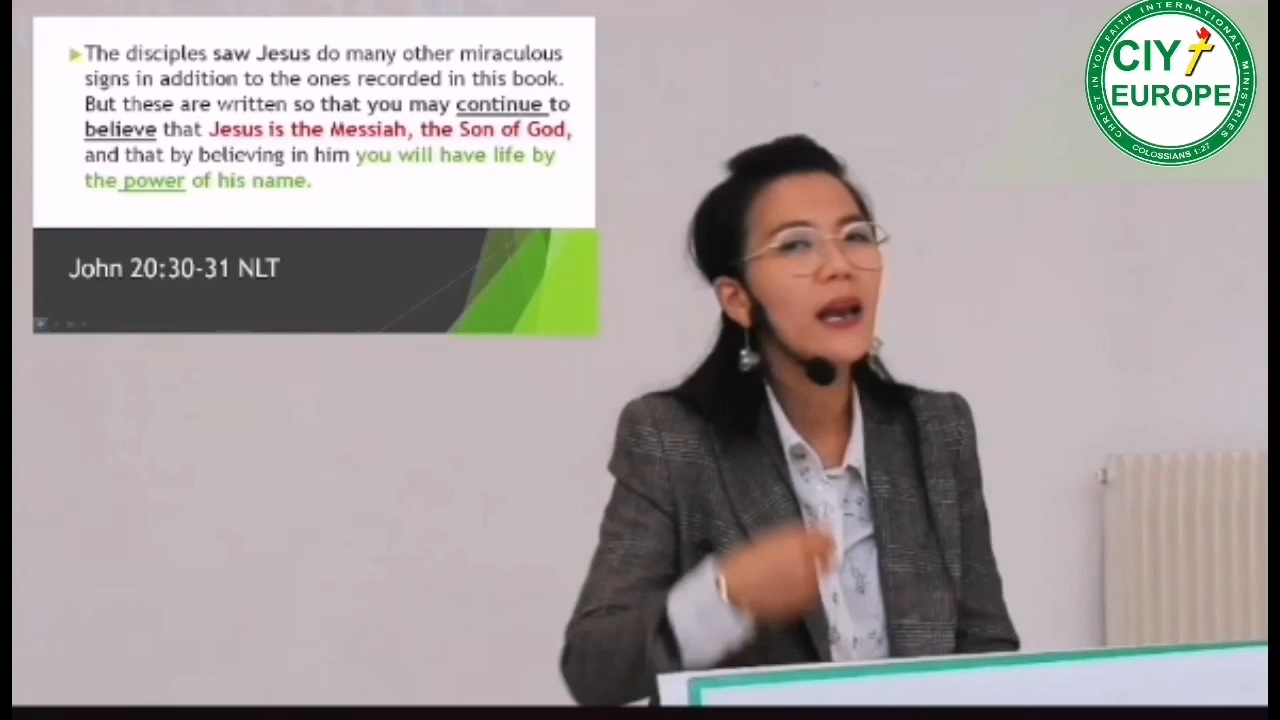 The disciples saw Jesus do many other miraculous
signs in addition to the ones recorded in this book.
But these are written so that you may continue to
believe that Jesus is the Messiah, the Son of God,
and that by believing in him you will have life by
the power of his name.
John 20:30-31 NLT
CHRIST IN YOU FAITH INTERNATIONAL MINISTRIES
CIY
EUROPE
COLOSSIANS 1:27